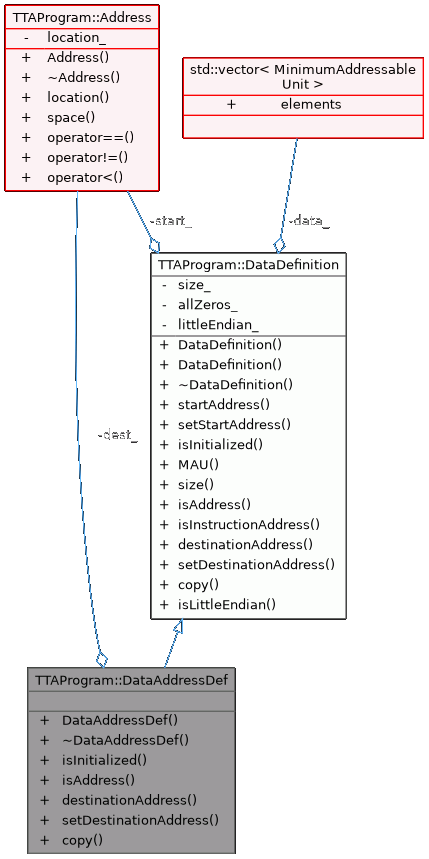 TTAProgram::Address
- location_
+ Address()
+ ~Address()
+ location()
+ space()
+ operator==()
+ operator!=()
+ operator<()
std::vector< MinimumAddressable
Unit >
+ elements
-start_
-data_
TTAProgram::DataDefinition
- size_
- allZeros_
- littleEndian_
+ DataDefinition()
+ DataDefinition()
+ ~DataDefinition()
+ startAddress()
+ setStartAddress()
+ isInitialized()
+ MAU()
+ size()
+ isAddress()
+ isInstructionAddress()
+ destinationAddress()
+ setDestinationAddress()
+ copy()
+ isLittleEndian()
-dest_
TTAProgram::DataAddressDef
+ DataAddressDef()
+ ~DataAddressDef()
+ isInitialized()
+ isAddress()
+ destinationAddress()
+ setDestinationAddress()
+ copy()